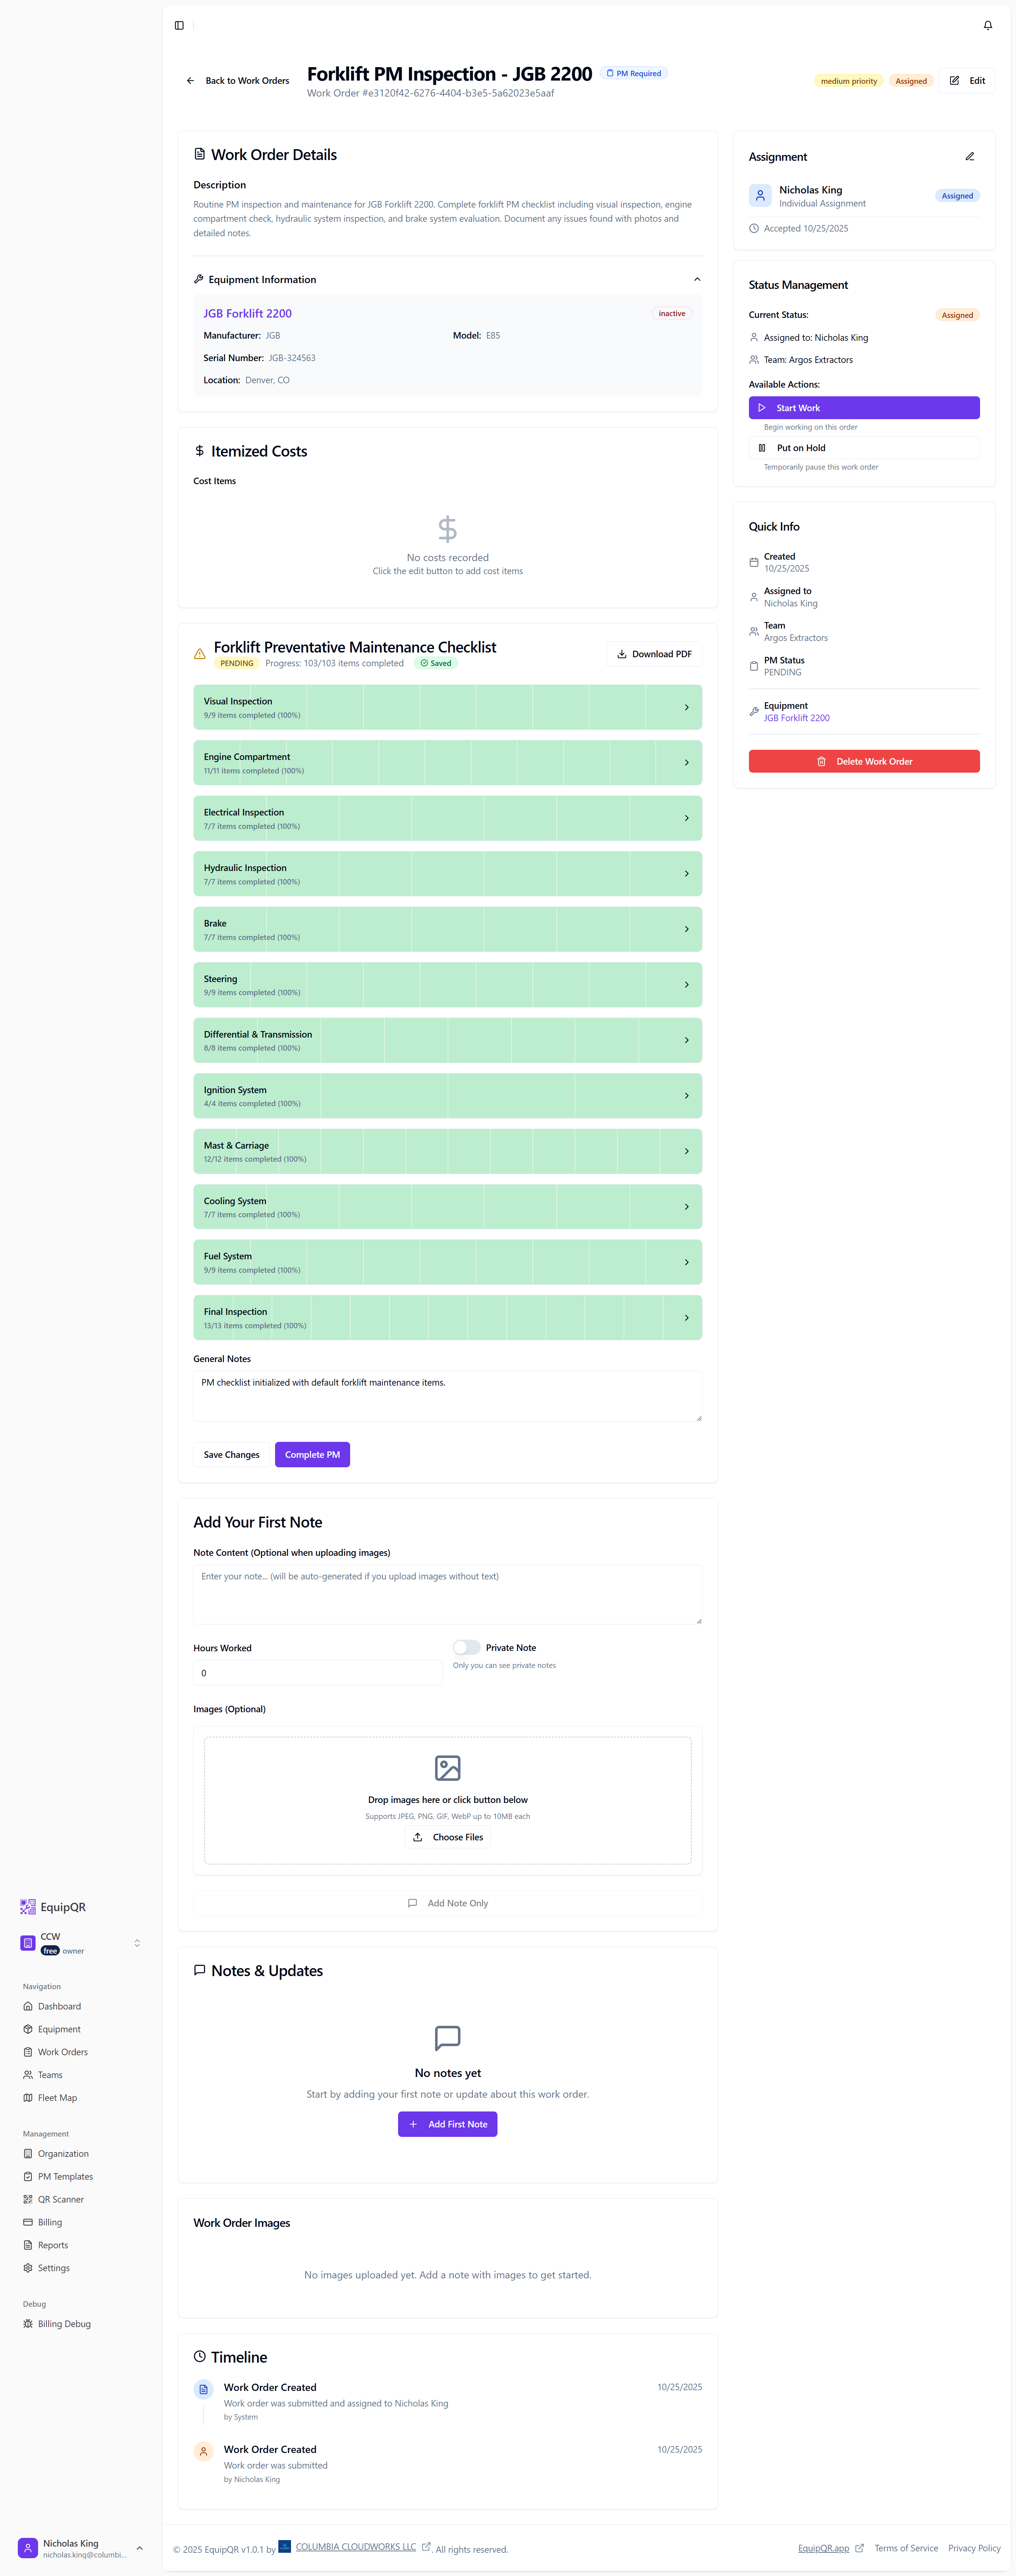 Back to Work Orders
Forklift PM Inspection - JGB 2200
PM Required
Work Order #e3120f42-6276-4404-b3e5-5a62023e5aaf
medium priority
Assigned
Edit
Work Order Details
Description
Routine PM inspection and maintenance for JGB Forklift 2200. Complete forklift PM checklist including visual inspection, engine
compartment check, hydraulic system inspection, and brake system evaluation. Document any issues found with photos and
detailed notes.
Equipment Information
JGB Forklift 2200
inactive
Manufacturer: JGB
Model: E85
Serial Number: JGB-324563
Location: Denver, CO
Itemized Costs
Cost Items
No costs recorded
Click the edit button to add cost items
Forklift Preventative Maintenance Checklist
PENDING
Progress: 103/103 items completed
Saved
Download PDF
Visual Inspection
9/9 items completed (100%)
Engine Compartment
11/11 items completed (100%)
Electrical Inspection
7/7 items completed (100%)
Hydraulic Inspection
7/7 items completed (100%)
Brake
7/7 items completed (100%)
Steering
9/9 items completed (100%)
Differential & Transmission
8/8 items completed (100%)
Ignition System
4/4 items completed (100%)
Mast & Carriage
12/12 items completed (100%)
Cooling System
7/7 items completed (100%)
Fuel System
9/9 items completed (100%)
Final Inspection
13/13 items completed (100%)
General Notes
PM checklist initialized with default forklift maintenance items.
Save Changes
Complete PM
Add Your First Note
Note Content (Optional when uploading images)
Enter your note... (will be auto-generated if you upload images without text)
Hours Worked
0
Private Note
Only you can see private notes
Images (Optional)
Drop images here or click button below
Supports JPEG, PNG, GIF, WebP up to 10MB each
Choose Files
Add Note Only
Notes & Updates
No notes yet
Start by adding your first note or update about this work order.
Add First Note
Work Order Images
No images uploaded yet. Add a note with images to get started.
Timeline
Work Order Created
10/25/2025
Work order was submitted and assigned to Nicholas King
by System
Work Order Created
10/25/2025
Work order was submitted
by Nicholas King
Assignment
Nicholas King
Individual Assignment
Assigned
Accepted 10/25/2025
Status Management
Current Status:
Assigned
Assigned to: Nicholas King
Team: Argos Extractors
Available Actions:
Start Work
Begin working on this order
Put on Hold
Temporarily pause this work order
Quick Info
Created
10/25/2025
Assigned to
Nicholas King
Team
Argos Extractors
PM Status
PENDING
Equipment
JGB Forklift 2200
Delete Work Order
EquipQR
CCW
free owner
Navigation
Dashboard
Equipment
Work Orders
Teams
Fleet Map
Management
Organization
PM Templates
QR Scanner
Billing
Reports
Settings
Debug
Billing Debug
Nicholas King
nicholas.king@columbi...
© 2025 EquipQR v1.0.1 by COLUMBIA CLOUDWORKS LLC . All rights reserved.
EquipQR.app
Terms of Service
Privacy Policy